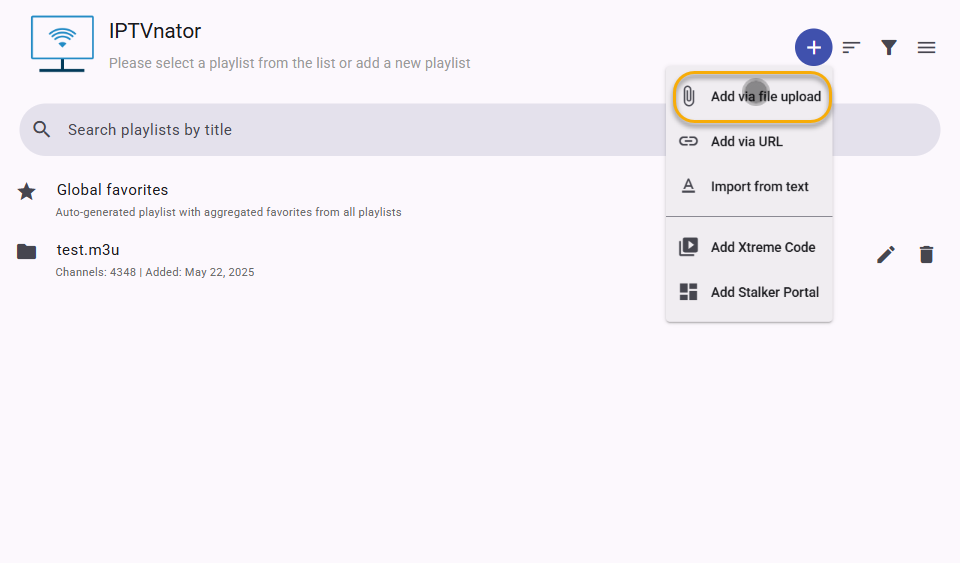 IPTVnator
Please select a playlist from the list or add a new playlist
Add via file upload
Search playlists by title
Add via URL
Import from text
Global favorites
Auto-generated playlist with aggregated favorites from all playlists
test.m3u
Channels: 4348 | Added: May 22, 2025
Add Xtreme Code
Add Stalker Portal